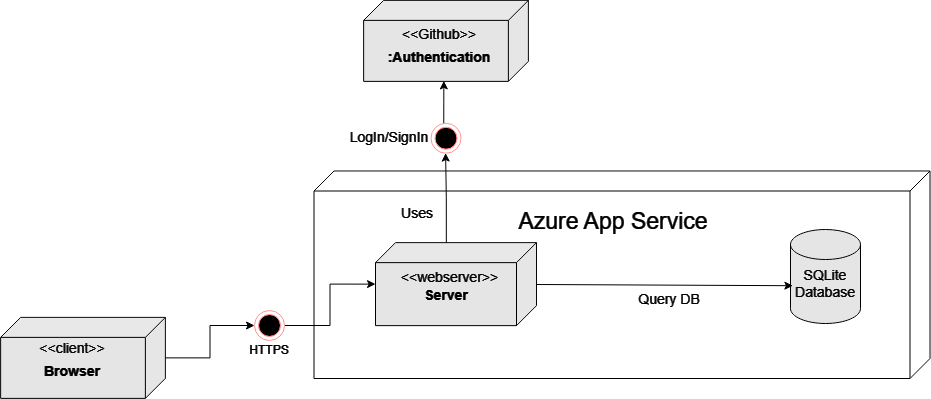 <<Github>>
:Authentication
LogIn/SignIn
Uses
Azure App Service
<<webserver>>
Server
Query DB
SQLite
Database
HTTPS
<<client>>
Browser